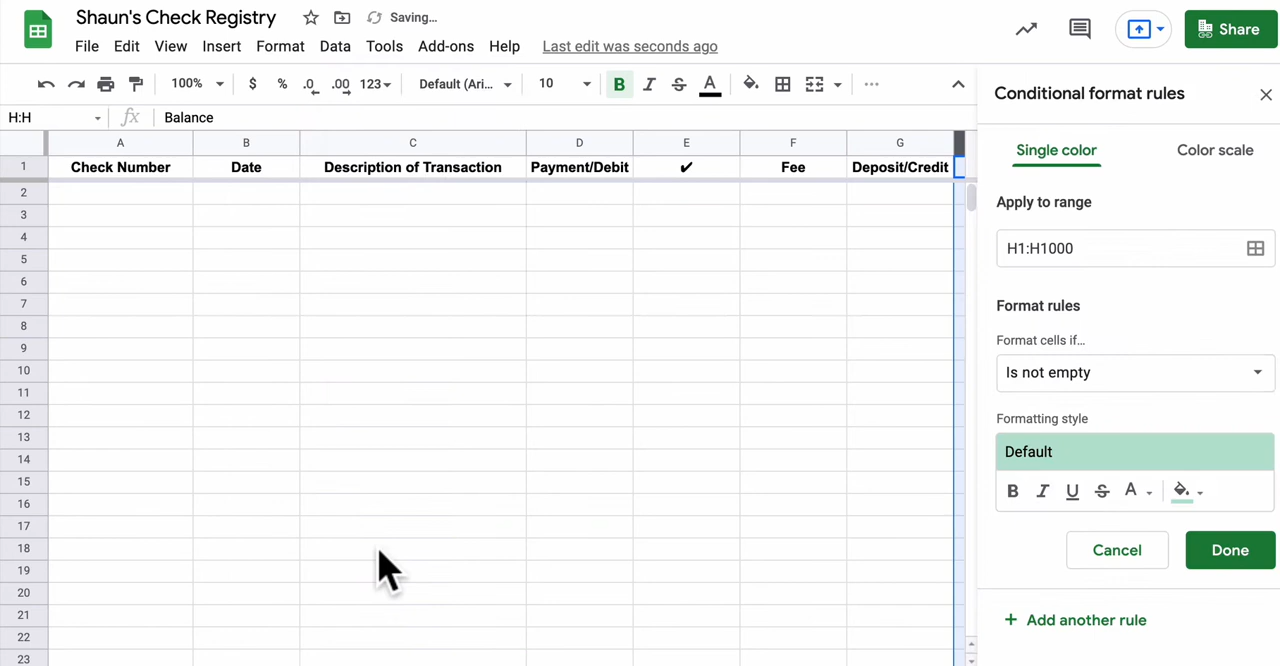 Shaun's Check Registry Saving…
File Edit View Insert Format Data Tools Add-ons Help Last edit was seconds ago
Share
100% $ % .0 .00 123 Default (Ari... 10 B I S A
H:H fx Balance
A B C D E F G
1 Check Number Date Description of Transaction Payment/Debit ✔ Fee Deposit/Credit
2
3
4
5
6
7
8
9
10
11
12
13
14
15
16
17
18
19
20
21
22
23
Conditional format rules
Single color Color scale
Apply to range
H1:H1000
Format rules
Format cells if…
Is not empty
Formatting style
Default
B I U S A
Cancel Done
+ Add another rule